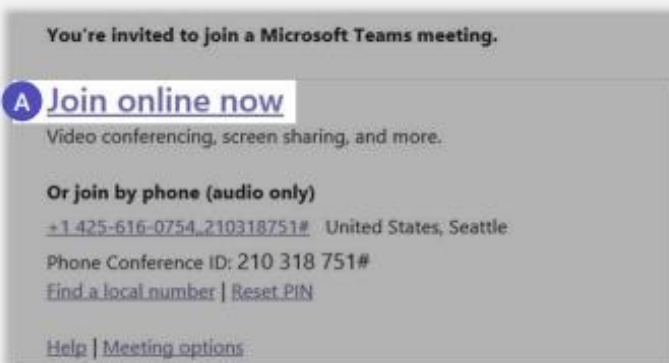 You're invited to join a Microsoft Teams meeting.
A Join online now
Video conferencing, screen sharing, and more.
Or join by phone (audio only)
+1 425-616-0754,,210318751# United States, Seattle
Phone Conference ID: 210 318 751#
Find a local number | Reset PIN
Help | Meeting options